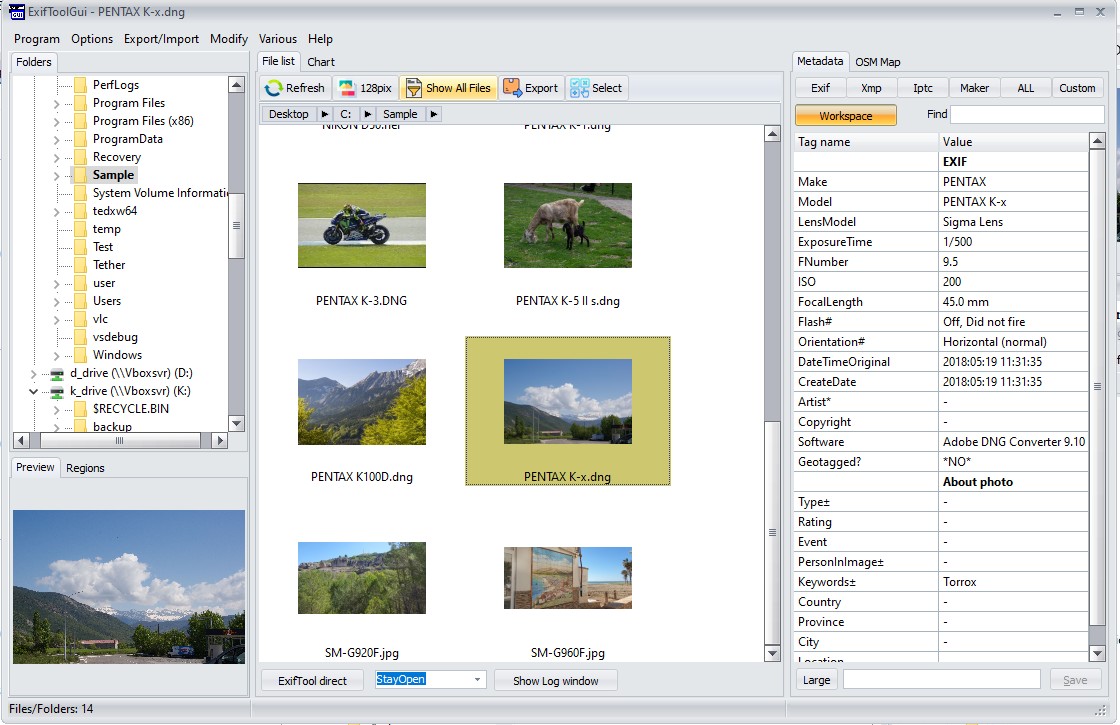 ExifToolGui - PENTAX K-x.dng
Program Options Export/Import Modify Various Help
Folders
PerfLogs
Program Files
Program Files (x86)
ProgramData
Recovery
Sample
System Volume Informati
tedxw64
temp
Test
Tether
user
Users
vlc
vsdebug
Windows
d_drive (\\Vboxsvr) (D:)
k_drive (\\Vboxsvr) (K:)
$RECYCLE.BIN
backup
Preview Regions
Files/Folders: 14
File list Chart
Refresh 128pix Show All Files Export Select
Desktop C: Sample
NIKON D50.nef PENTAX K-1.dng
PENTAX K-3.DNG PENTAX K-5 II s.dng
PENTAX K100D.dng PENTAX K-x.dng
SM-G920F.jpg SM-G960F.jpg
ExifTool direct StayOpen Show Log window
Metadata OSM Map
Exif Xmp Iptc Maker ALL Custom
Workspace Find
Tag name Value
EXIF
Make PENTAX
Model PENTAX K-x
LensModel Sigma Lens
ExposureTime 1/500
FNumber 9.5
ISO 200
FocalLength 45.0 mm
Flash# Off, Did not fire
Orientation# Horizontal (normal)
DateTimeOriginal 2018:05:19 11:31:35
CreateDate 2018:05:19 11:31:35
Artist* -
Copyright -
Software Adobe DNG Converter 9.10
Geotagged? *NO*
About photo
Type± -
Rating -
Event -
PersonInImage± -
Keywords± Torrox
Country -
Province -
City -
Location
Large Save